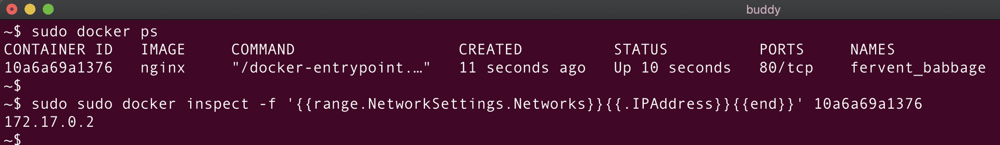 buddy
~$ sudo docker ps
CONTAINER ID   IMAGE     COMMAND                  CREATED          STATUS          PORTS     NAMES
10a6a69a1376   nginx     "/docker-entrypoint.…"   11 seconds ago   Up 10 seconds   80/tcp    fervent_babbage
~$
~$ sudo sudo docker inspect -f '{{range.NetworkSettings.Networks}}{{.IPAddress}}{{end}}' 10a6a69a1376
172.17.0.2
~$